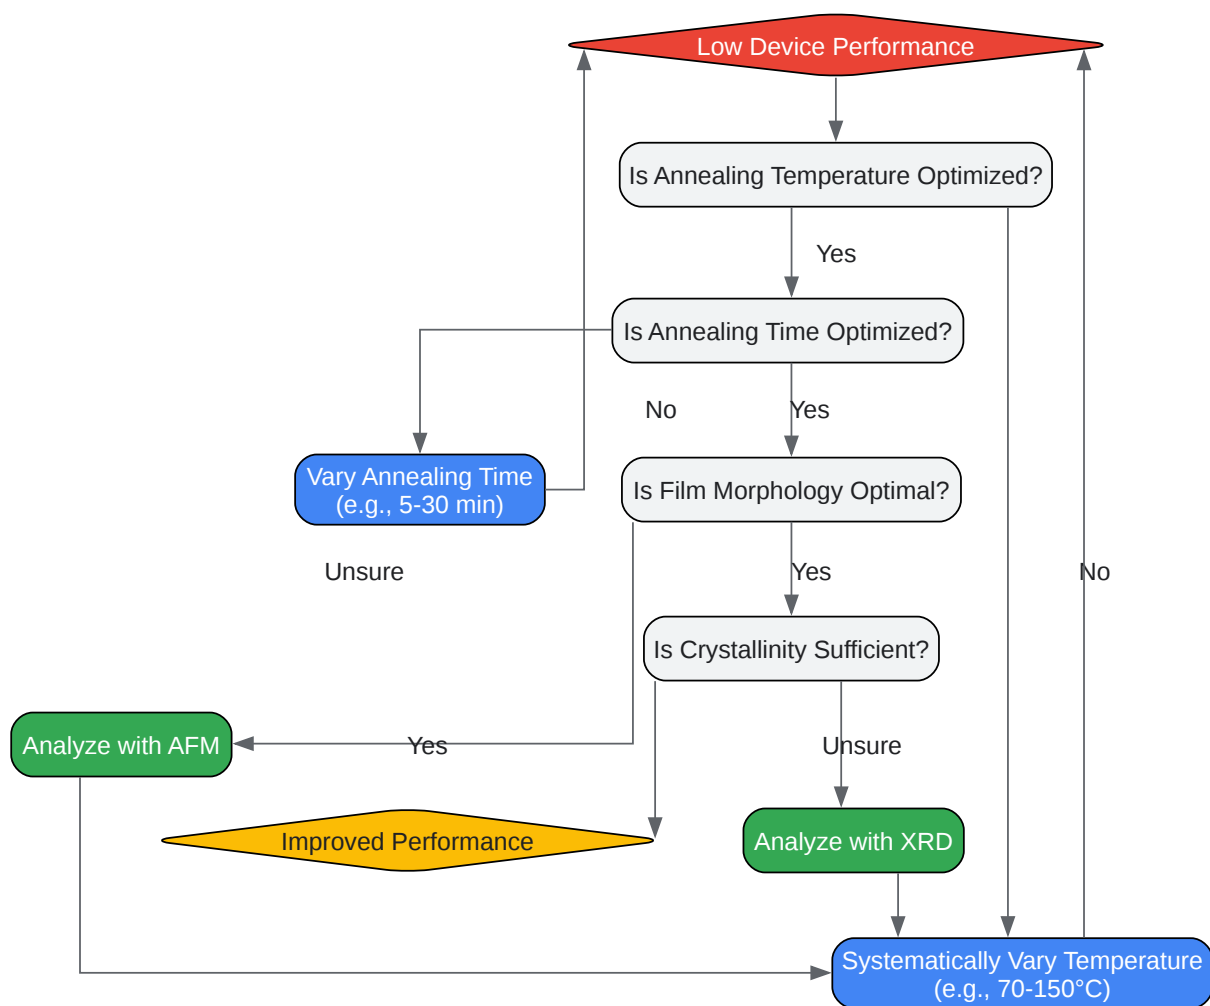 Low Device Performance
Is Annealing Temperature Optimized?
Yes
Is Annealing Time Optimized?
No
Yes
Vary Annealing Time
(e.g., 5-30 min)
Is Film Morphology Optimal?
Unsure
Yes
No
Is Crystallinity Sufficient?
Analyze with AFM
Yes
Unsure
Improved Performance
Analyze with XRD
Systematically Vary Temperature
(e.g., 70-150°C)